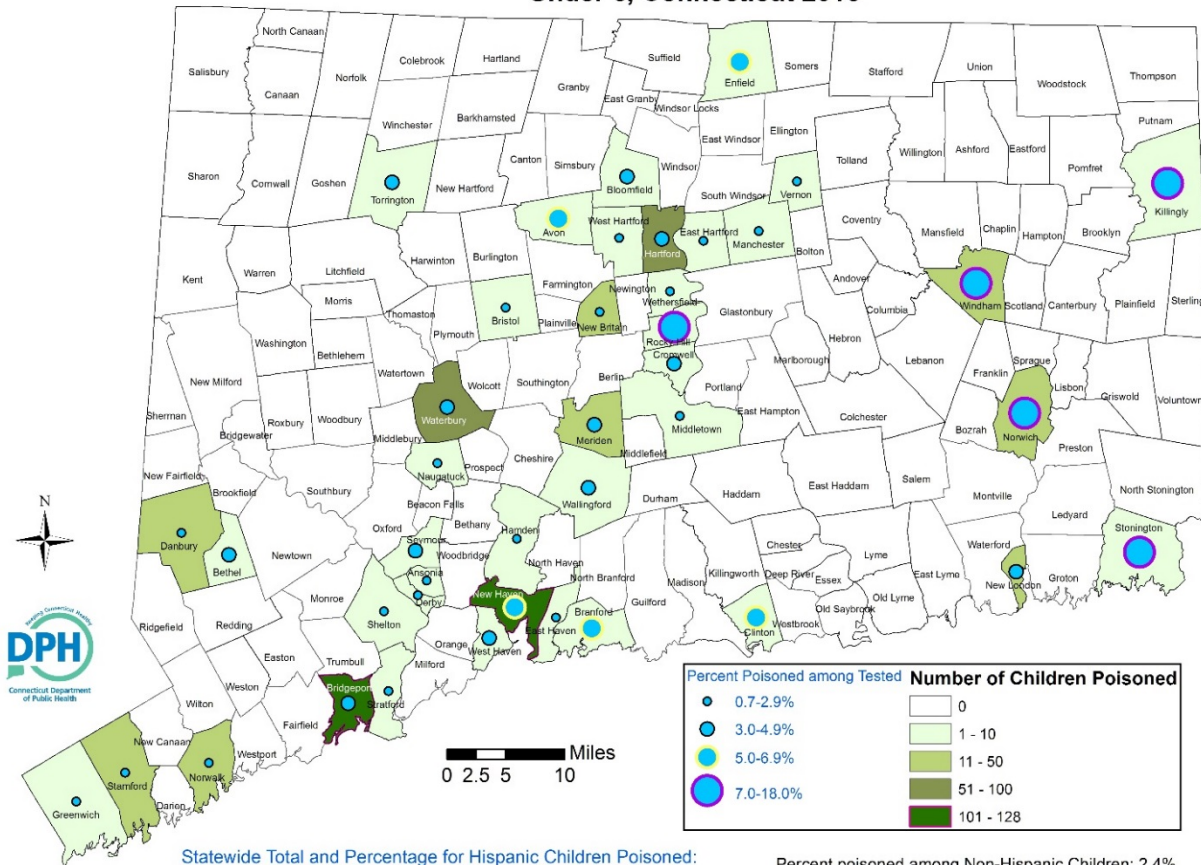 Under 6, Connecticut 2013
North Canaan
Salisbury
Canaan
Norfolk
Colebrook
Hartland
Granby
Suffield
East Granby
Windsor Locks
Enfield
Somers
Stafford
Union
Woodstock
Thompson
Putnam
Winchester
Barkhamsted
East Windsor
Ellington
Sharon
Cornwall
Goshen
Torrington
New Hartford
Canton
Simsbury
Bloomfield
Windsor
South Windsor
Vernon
Tolland
Willington
Ashford
Eastford
Pomfret
Killingly
Avon
West Hartford
Hartford
East Hartford
Manchester
Bolton
Coventry
Mansfield
Chaplin
Hampton
Brooklyn
Kent
Warren
Litchfield
Harwinton
Burlington
Farmington
Newington
Wethersfield
Glastonbury
Andover
Columbia
Windham
Scotland
Canterbury
Plainfield
Sterling
Morris
Thomaston
Plymouth
Bristol
Plainville
New Britain
Rocky Hill
Cromwell
Hebron
Marlborough
Washington
Bethlehem
Watertown
Wolcott
Southington
Berlin
Portland
East Hampton
Lebanon
Franklin
Sprague
Lisbon
Griswold
Voluntown
New Milford
Waterbury
Meriden
Middletown
Colchester
Bozrah
Norwich
Preston
Sherman
Bridgewater
Roxbury
Woodbury
Middlebury
Naugatuck
Prospect
Cheshire
Middlefield
New Fairfield
Brookfield
Southbury
Beacon Falls
Wallingford
Durham
Haddam
East Haddam
Salem
Montville
North Stonington
Danbury
Bethel
Newtown
Oxford
Seymour
Bethany
Woodbridge
Hamden
North Haven
Chester
Lyme
Waterford
Ledyard
Stonington
Ansonia
Derby
New Haven
North Branford
Guilford
Madison
Killingworth
Deep River
Essex
East Lyme
New London
Groton
Ridgefield
Redding
Monroe
Shelton
Orange
West Haven
East Haven
Branford
Clinton
Westbrook
Old Saybrook
Old Lyme
Easton
Trumbull
Milford
Wilton
Weston
Bridgeport
Stratford
Fairfield
New Canaan
Westport
Norwalk
Stamford
Darien
Greenwich
N
Keeping Connecticut Healthy
DPH
Connecticut Department
of Public Health
Miles
0 2.5 5 10
Percent Poisoned among Tested
0.7-2.9%
3.0-4.9%
5.0-6.9%
7.0-18.0%
Number of Children Poisoned
0
1 - 10
11 - 50
51 - 100
101 - 128
Statewide Total and Percentage for Hispanic Children Poisoned:
Percent poisoned among Non-Hispanic Children: 2.4%